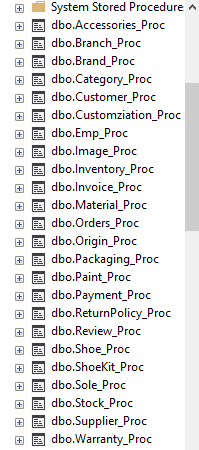 System Stored Procedure
dbo.Accessories_Proc
dbo.Branch_Proc
dbo.Brand_Proc
dbo.Category_Proc
dbo.Customer_Proc
dbo.Customziation_Proc
dbo.Emp_Proc
dbo.Image_Proc
dbo.Inventory_Proc
dbo.Invoice_Proc
dbo.Material_Proc
dbo.Orders_Proc
dbo.Origin_Proc
dbo.Packaging_Proc
dbo.Paint_Proc
dbo.Payment_Proc
dbo.ReturnPolicy_Proc
dbo.Review_Proc
dbo.Shoe_Proc
dbo.ShoeKit_Proc
dbo.Sole_Proc
dbo.Stock_Proc
dbo.Supplier_Proc
dbo.Warranty_Proc